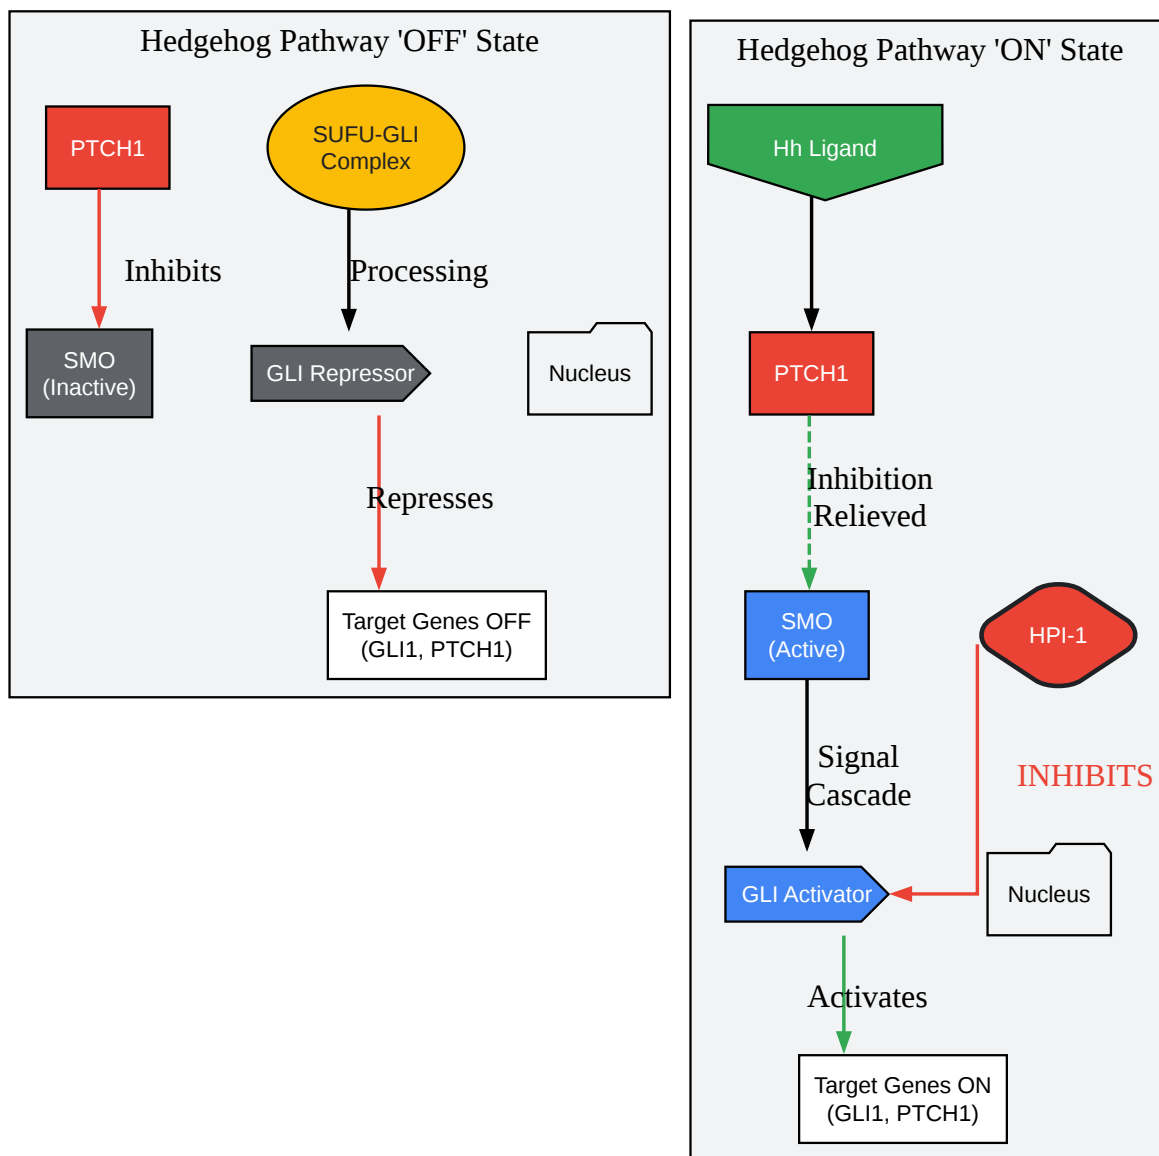 Hedgehog Pathway 'OFF' State
PTCH1
SUFU-GLI
Complex
Inhibits
Processing
SMO
(Inactive)
GLI Repressor
Nucleus
Represses
Target Genes OFF
(GLI1, PTCH1)
Hedgehog Pathway 'ON' State
Hh Ligand
PTCH1
Inhibition
Relieved
SMO
(Active)
HPI-1
Signal
Cascade
INHIBITS
GLI Activator
Nucleus
Activates
Target Genes ON
(GLI1, PTCH1)